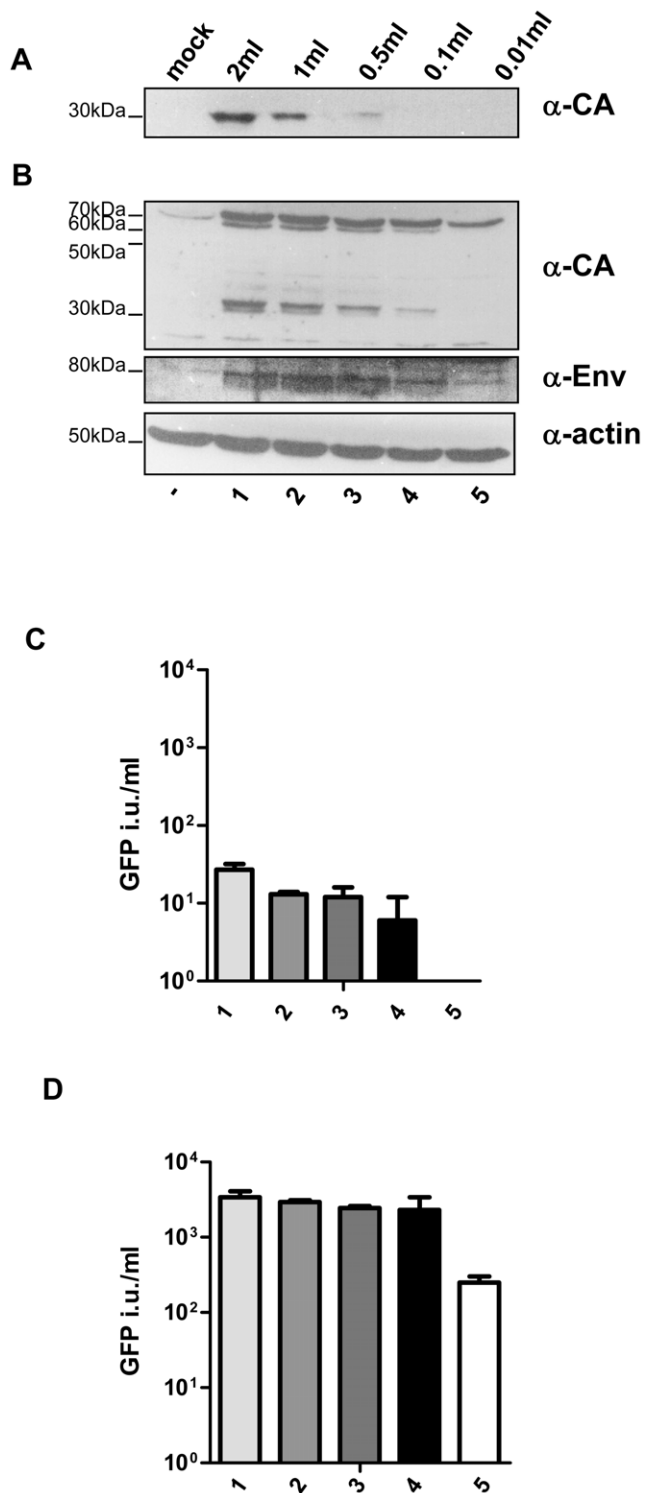 A
mock 2ml 1ml 0.5ml 0.1ml 0.01ml
30kDa
α-CA
B
70kDa
60kDa
50kDa
α-CA
30kDa
80kDa
α-Env
50kDa
α-actin
- 1 2 3 4 5
C
10⁴
10³
10²
10¹
10⁰
GFP i.u./ml
1 2 3 4 5
D
10⁴
10³
10²
10¹
10⁰
GFP i.u./ml
1 2 3 4 5